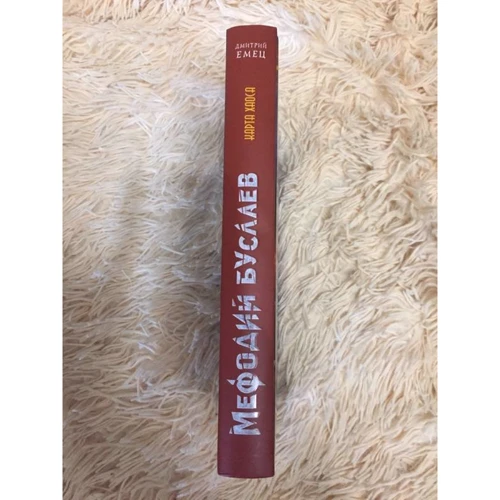 ДМИТРИЙ
ЕМЕЦ
КАРТА ХАОСА
МЕФОДИЙ БУСЛАЕВ